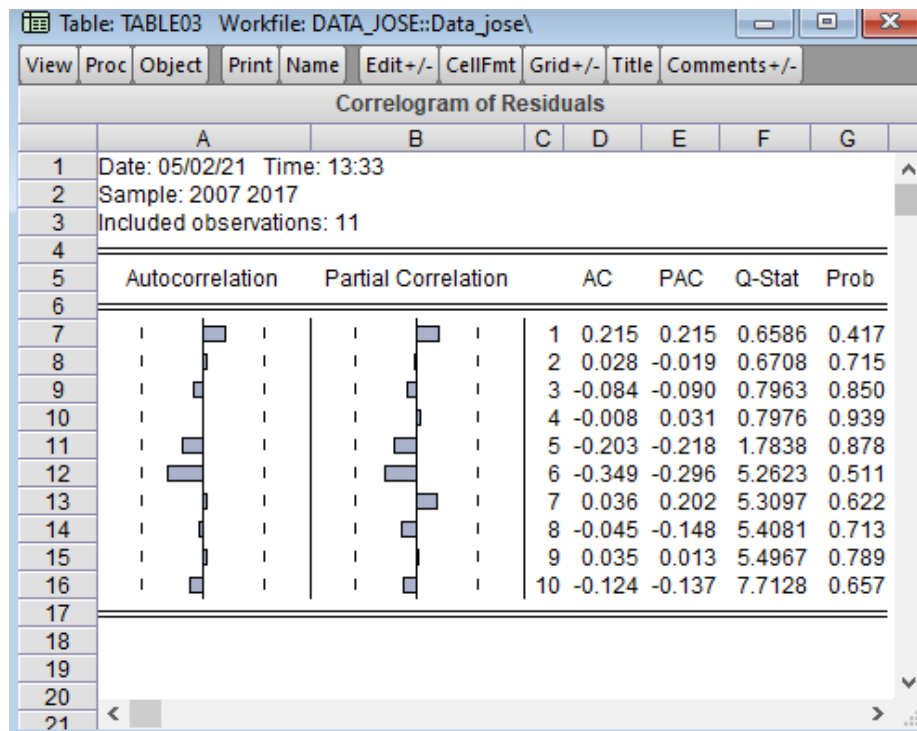 Table: TABLE03 Workfile: DATA_JOSE::Data_jose\
View Proc Object Print Name Edit+/- CellFmt Grid+/- Title Comments+/-
Correlogram of Residuals
A B C D E F G
1 Date: 05/02/21 Time: 13:33
2 Sample: 2007 2017
3 Included observations: 11
4
5 Autocorrelation Partial Correlation AC PAC Q-Stat Prob
6
7 1 0.215 0.215 0.6586 0.417
8 2 0.028 -0.019 0.6708 0.715
9 3 -0.084 -0.090 0.7963 0.850
10 4 -0.008 0.031 0.7976 0.939
11 5 -0.203 -0.218 1.7838 0.878
12 6 -0.349 -0.296 5.2623 0.511
13 7 0.036 0.202 5.3097 0.622
14 8 -0.045 -0.148 5.4081 0.713
15 9 0.035 0.013 5.4967 0.789
16 10 -0.124 -0.137 7.7128 0.657
17
18
19
20
21